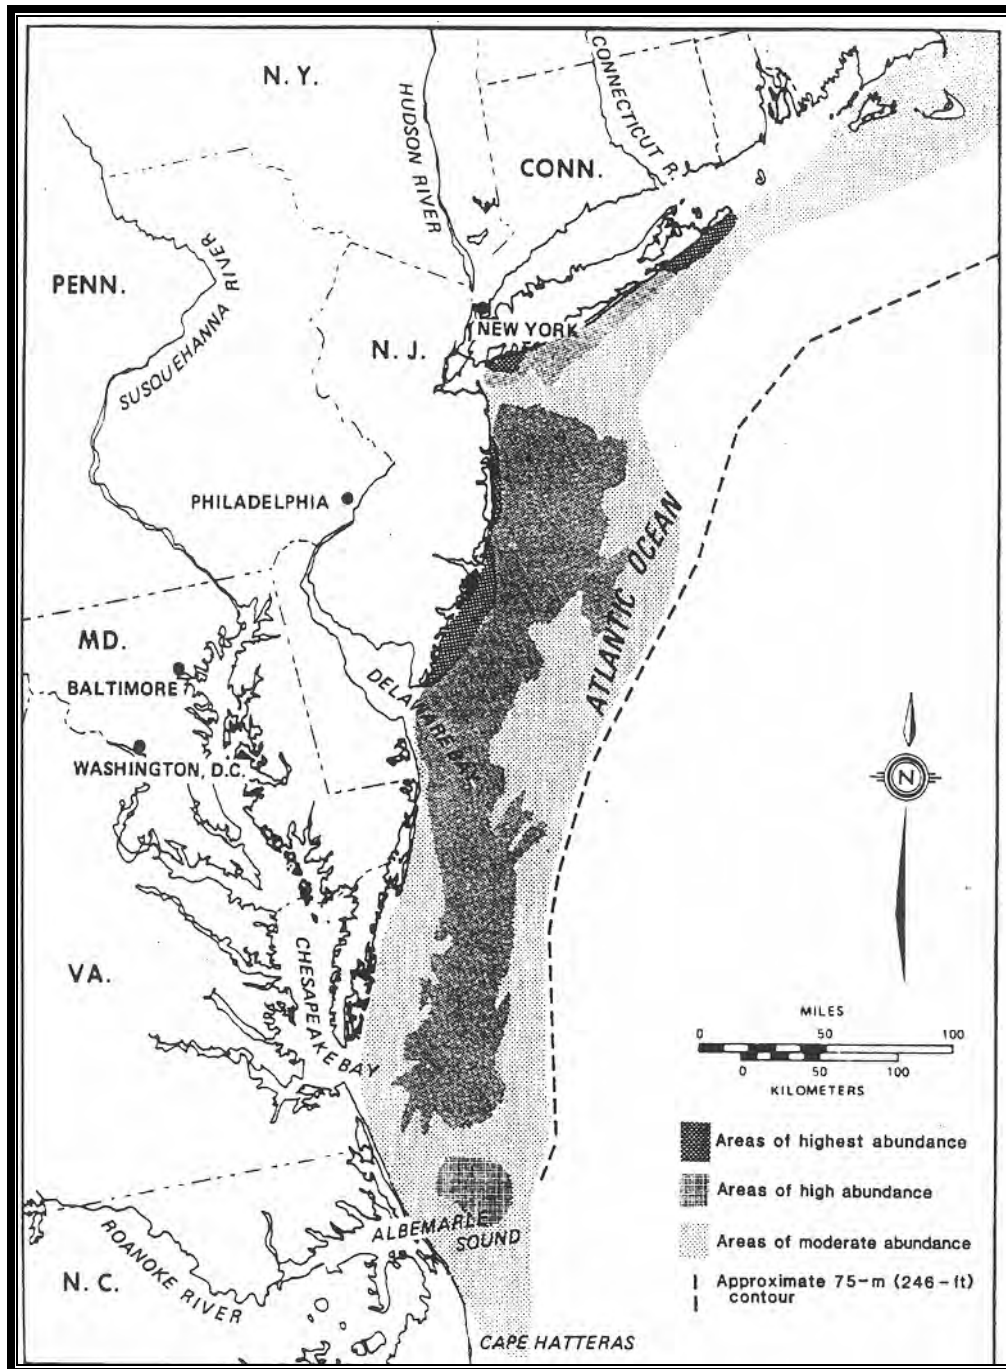 N. Y.
HUDSON RIVER
CONNECTICUT R.
CONN.
PENN.
SUSQUEHANNA RIVER
NEW YORK
N. J.
PHILADELPHIA
MD.
BALTIMORE
DELAWARE BAY
ATLANTIC OCEAN
WASHINGTON, D.C.
N
VA.
CHESAPEAKE BAY
MILES
0 50 100
0 50 100
KILOMETERS
Areas of highest abundance
Areas of high abundance
Areas of moderate abundance
Approximate 75-m (246-ft)
contour
ALBEMARLE
SOUND
ROANOKE RIVER
N. C.
CAPE HATTERAS